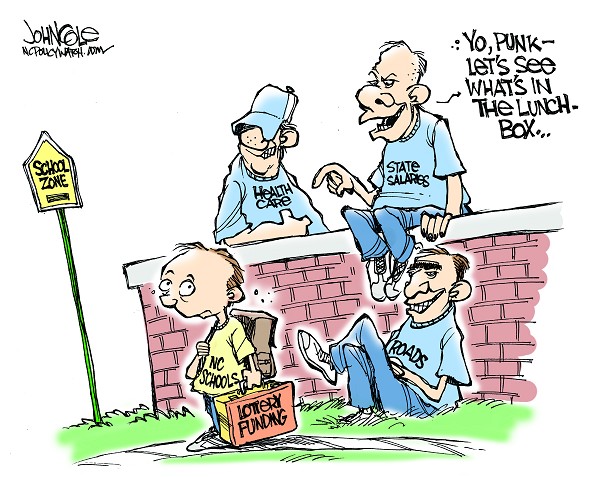 JOHN COLE
NCPOLICYWATCH.COM
YO, PUNK–
LET'S SEE
WHAT'S IN
THE LUNCH-
BOX...
SCHOOL
ZONE
HEALTH
CARE
STATE
SALARIES
ROADS
NC
SCHOOLS
LOTTERY
FUNDING